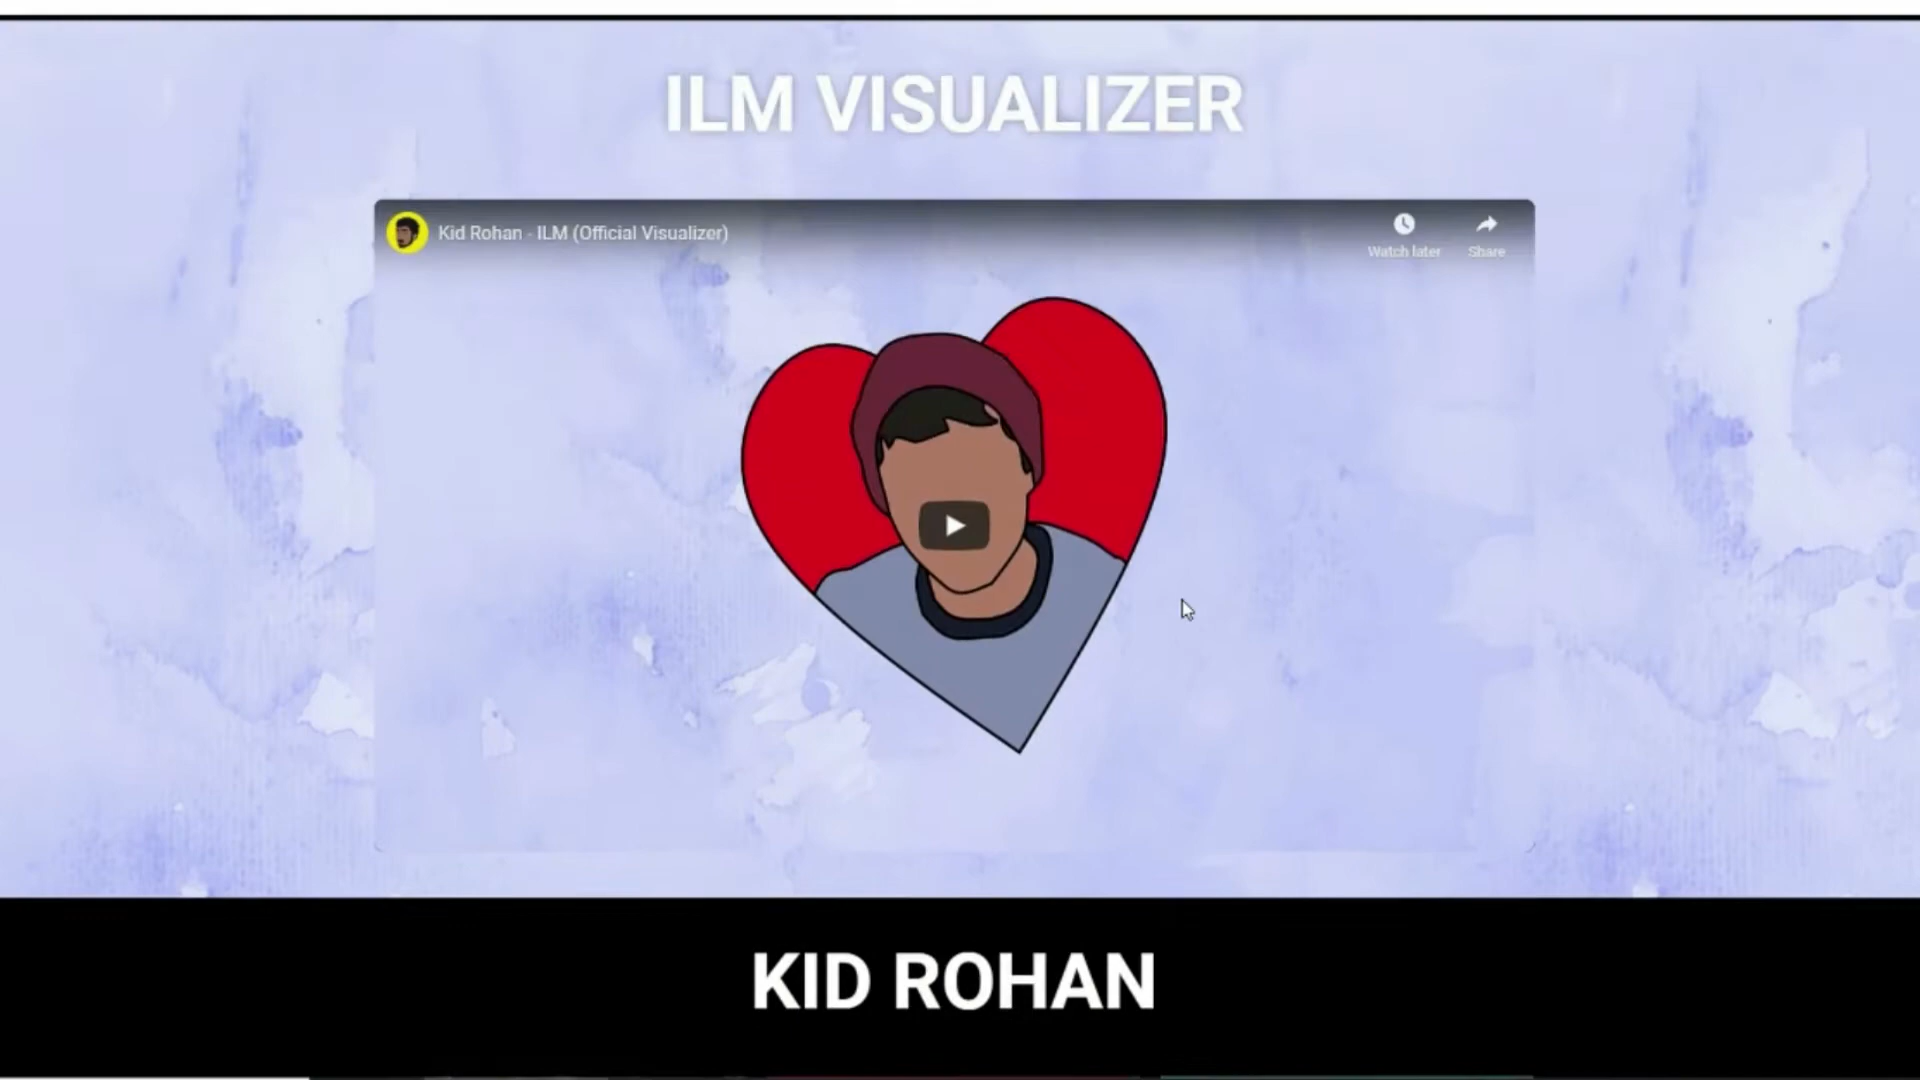 ILM VISUALIZER
Kid Rohan - ILM (Official Visualizer)
Watch later
Share
KID ROHAN